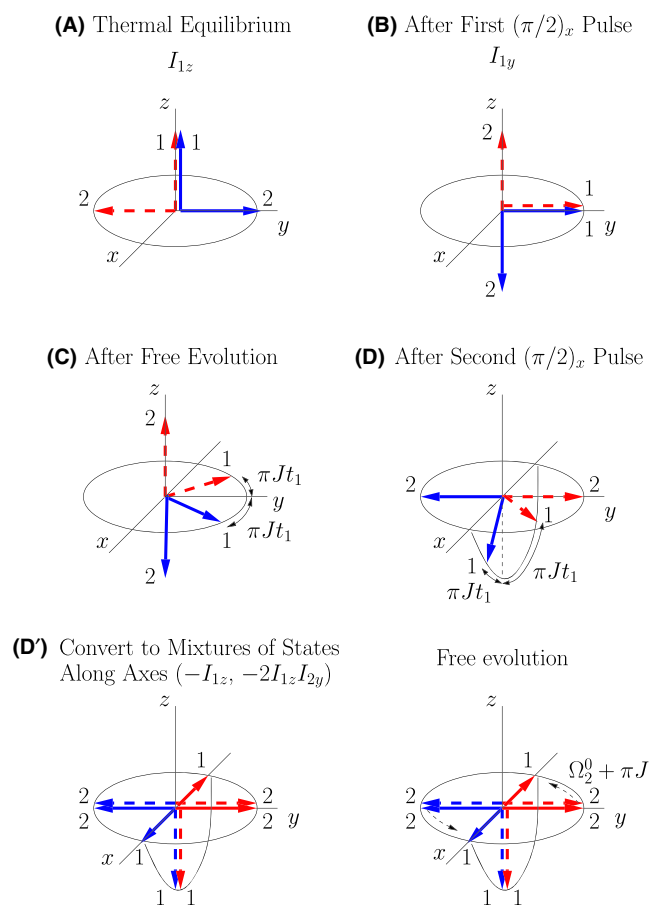 (A) Thermal Equilibrium
I₁z
z
1 1
2 2
y
x
(B) After First (π/2)ₓ Pulse
I₁y
z
2
1
1
y
x
2
(C) After Free Evolution
z
2
1
πJt₁
y
πJt₁
1
x
2
(D) After Second (π/2)ₓ Pulse
z
2 2
y
1
x
1
πJt₁
πJt₁
(D′) Convert to Mixtures of States
Along Axes (−I₁z, −2I₁zI₂y)
z
1
2 2
2 2
y
x 1
1 1
Free evolution
z
1
Ω₂⁰ + πJ
2 2
2 2
y
x 1
1 1